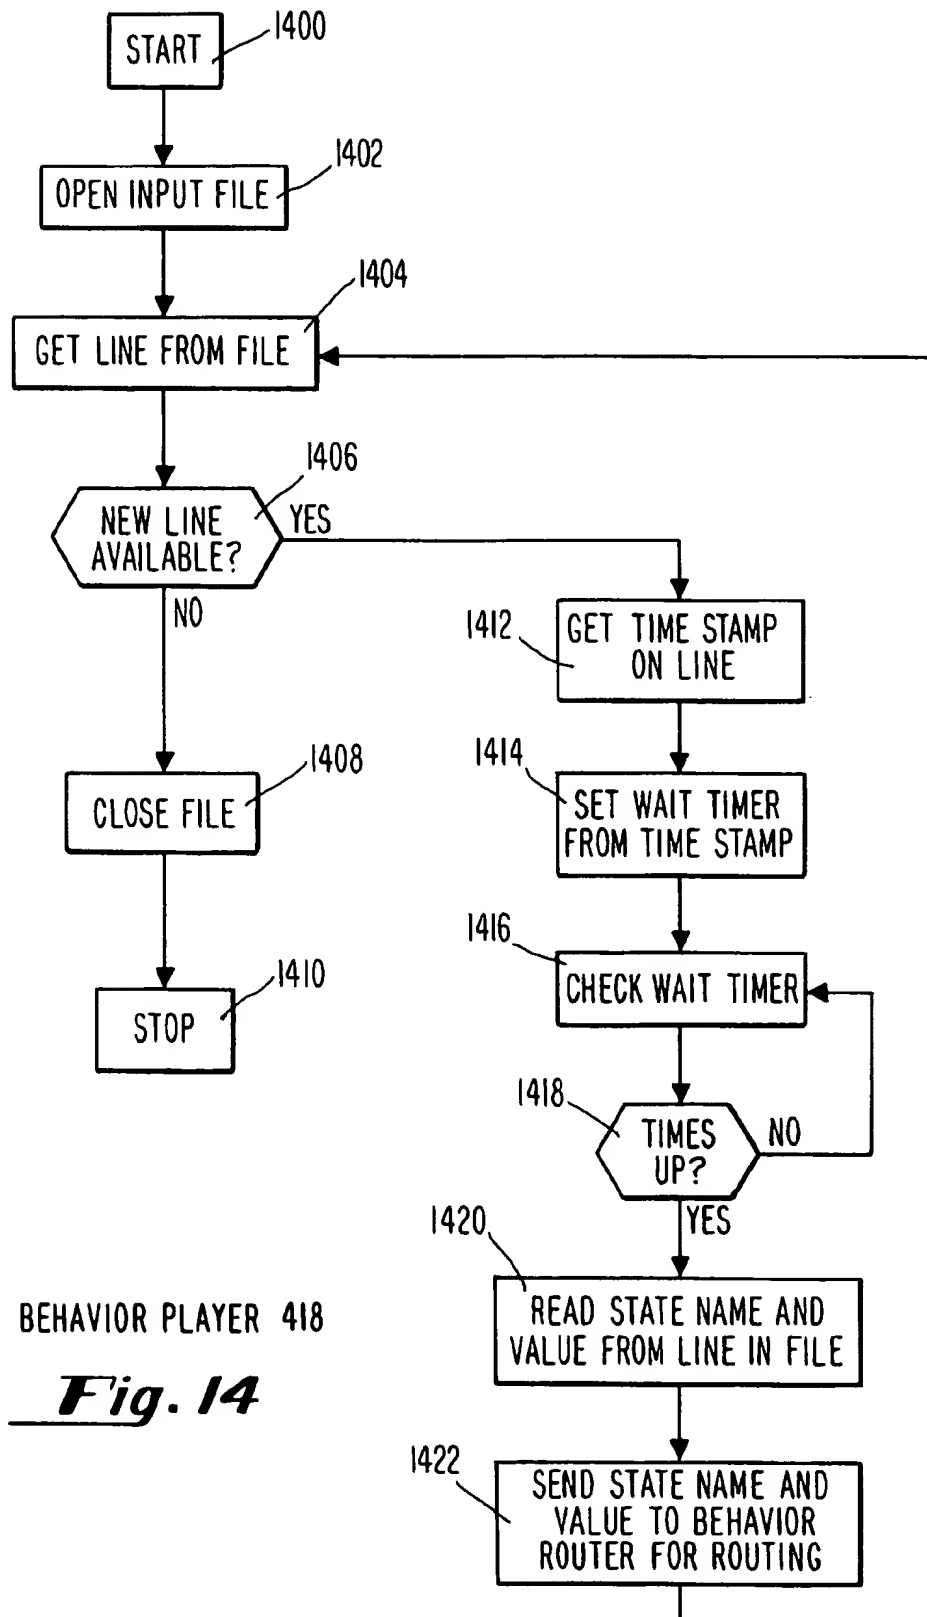 START
1400
1402
OPEN INPUT FILE
1404
GET LINE FROM FILE
1406
NEW LINE
AVAILABLE?
YES
NO
1408
CLOSE FILE
1410
STOP
1412
GET TIME STAMP
ON LINE
1414
SET WAIT TIMER
FROM TIME STAMP
1416
CHECK WAIT TIMER
1418
TIMES
UP?
NO
YES
1420
READ STATE NAME AND
VALUE FROM LINE IN FILE
1422
SEND STATE NAME AND
VALUE TO BEHAVIOR
ROUTER FOR ROUTING
BEHAVIOR PLAYER 418
Fig. 14